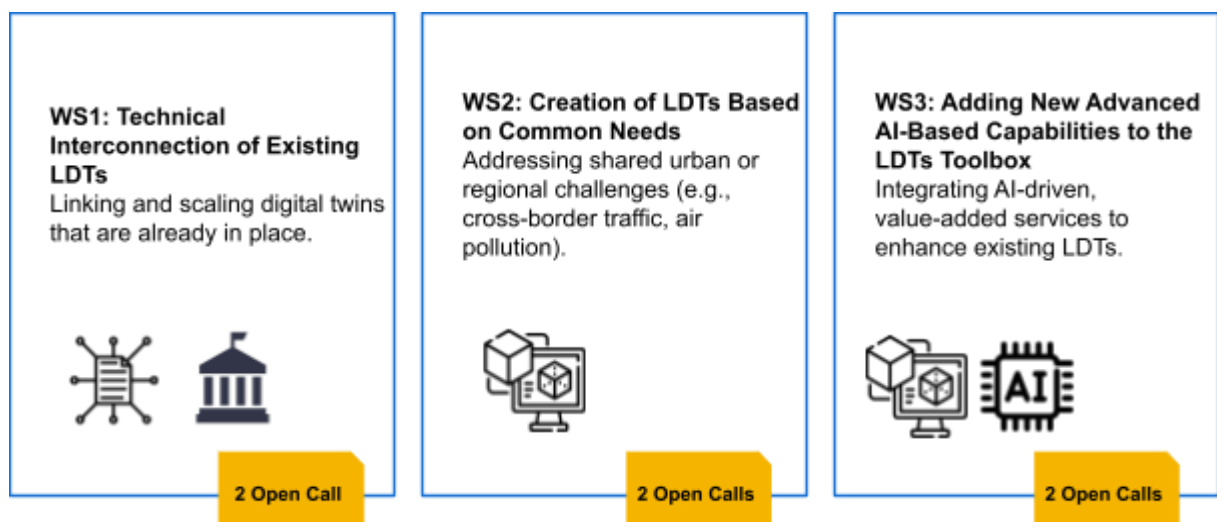 WS1: Technical
Interconnection of Existing
LDTs
Linking and scaling digital twins
that are already in place.
2 Open Call
WS2: Creation of LDTs Based
on Common Needs
Addressing shared urban or
regional challenges (e.g.,
cross-border traffic, air
pollution).
2 Open Calls
WS3: Adding New Advanced
AI-Based Capabilities to the
LDTs Toolbox
Integrating AI-driven,
value-added services to
enhance existing LDTs.
AI
2 Open Calls